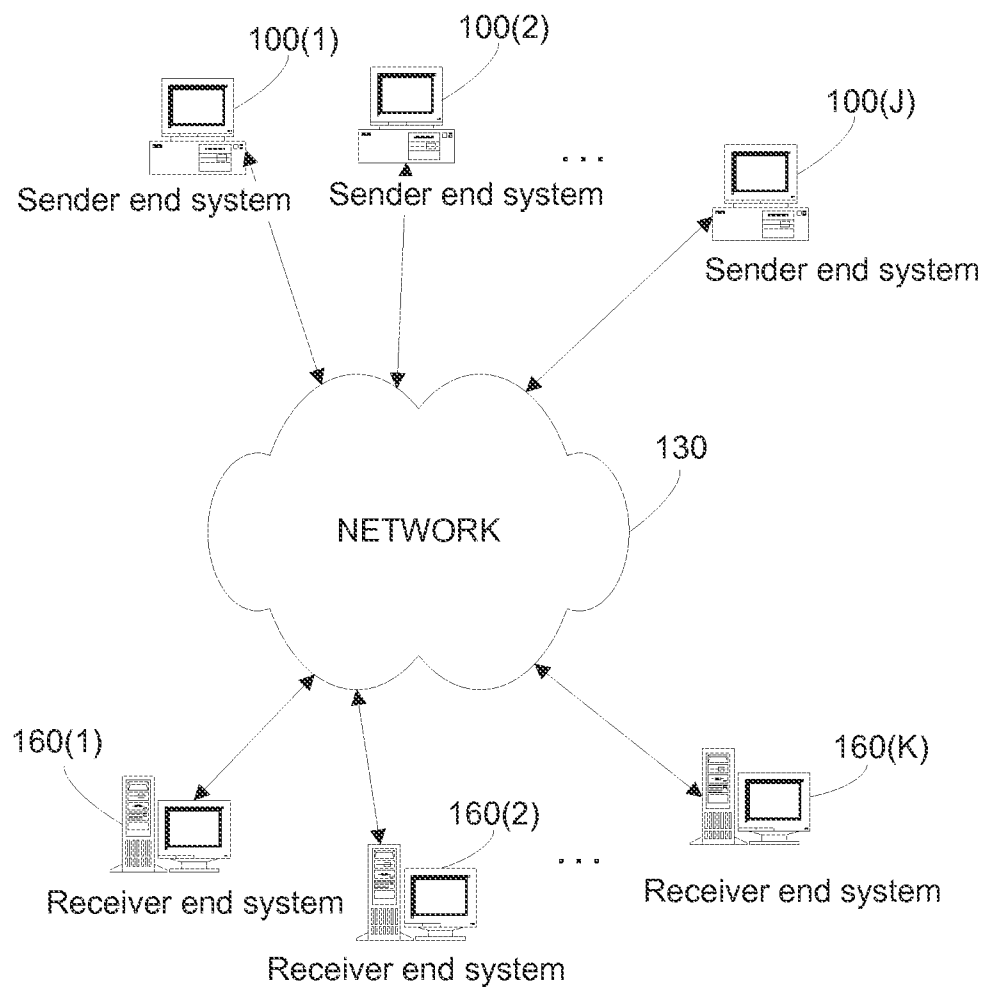 100(1)
100(2)
100(J)
Sender end system
Sender end system
Sender end system
130
NETWORK
160(1)
160(K)
160(2)
Receiver end system
Receiver end system
Receiver end system